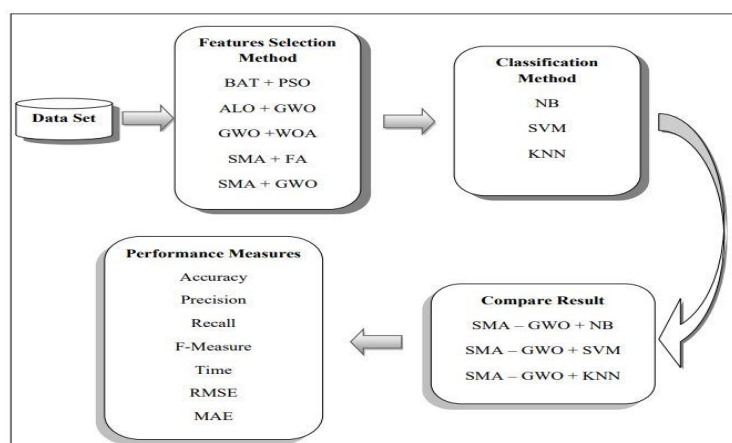 Data Set
Features Selection
Method
BAT + PSO
ALO + GWO
GWO +WOA
SMA + FA
SMA + GWO
Classification
Method
NB
SVM
KNN
Compare Result
SMA – GWO + NB
SMA – GWO + SVM
SMA – GWO + KNN
Performance Measures
Accuracy
Precision
Recall
F-Measure
Time
RMSE
MAE